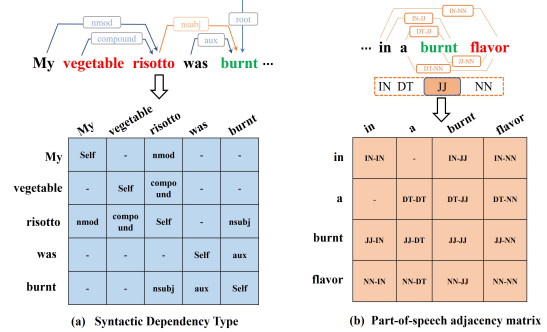 nmod
nsubj
root
compound
aux
My vegetable risotto was burnt ...
My vegetable risotto was burnt
My Self - nmod - -
vegetable - Self compo und - -
risotto nmod compo und Self - nsubj
was - - - Self aux
burnt - - nsubj aux Self
(a) Syntactic Dependency Type
IN-NN
IN-JJ
DT-JJ
... in a burnt flavor
JJ-NN
DT-NN
IN DT JJ NN
in a burnt flavor
in IN-IN - IN-JJ IN-NN
a - DT-DT DT-JJ DT-NN
burnt JJ-IN JJ-DT JJ-JJ JJ-NN
flavor NN-IN NN-DT NN-JJ NN-NN
(b) Part-of-speech adjacency matrix